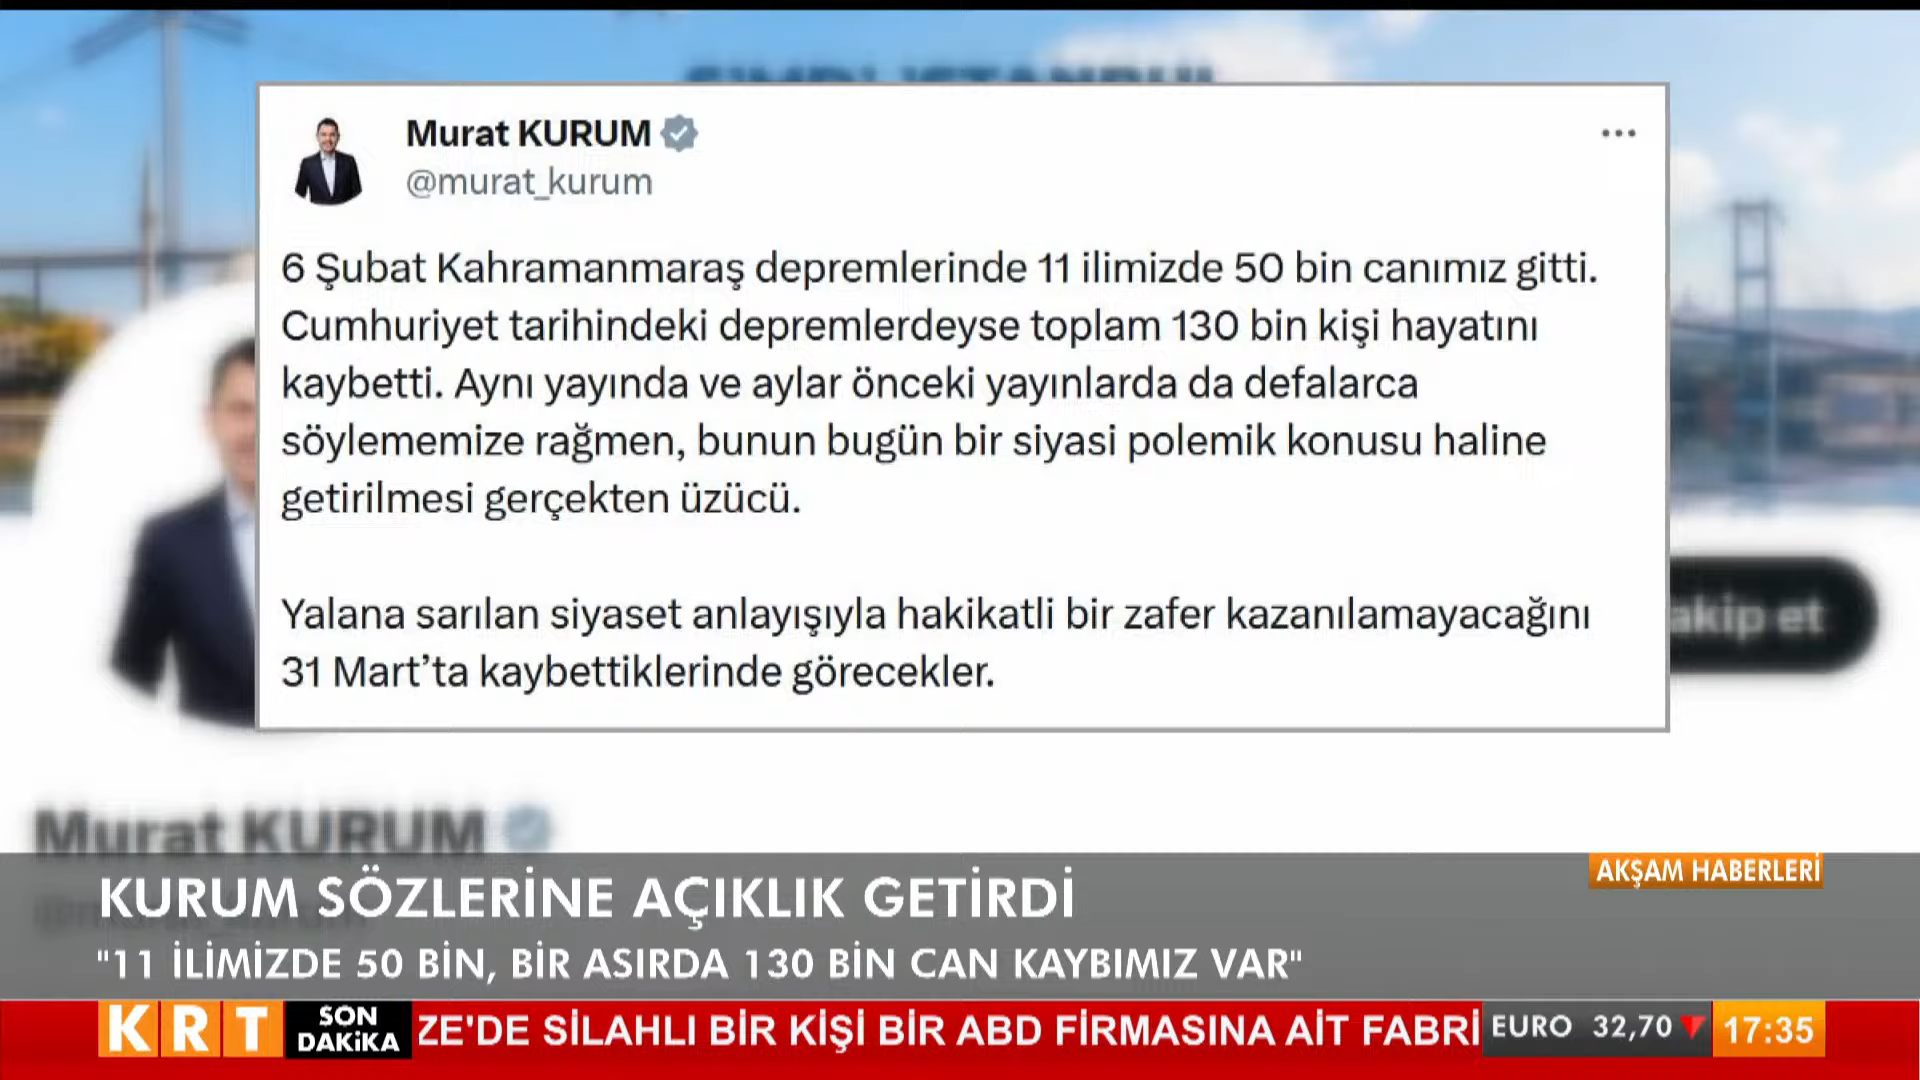 ŞİMDİ İSTANBUL
Murat KURUM
@murat_kurum
6 Şubat Kahramanmaraş depremlerinde 11 ilimizde 50 bin canımız gitti.
Cumhuriyet tarihindeki depremlerdeyse toplam 130 bin kişi hayatını
kaybetti. Aynı yayında ve aylar önceki yayınlarda da defalarca
söylememize rağmen, bunun bugün bir siyasi polemik konusu haline
getirilmesi gerçekten üzücü.
Yalana sarılan siyaset anlayışıyla hakikatli bir zafer kazanılamayacağını
31 Mart’ta kaybettiklerinde görecekler.
akip et
Murat KURUM
AKŞAM HABERLERİ
KURUM SÖZLERİNE AÇIKLIK GETİRDİ
"11 İLİMİZDE 50 BİN, BİR ASIRDA 130 BİN CAN KAYBIMIZ VAR"
KRT SON DAKİKA ZE'DE SİLAHLI BİR KİŞİ BİR ABD FİRMASINA AİT FABRİ EURO 32,70 17:35